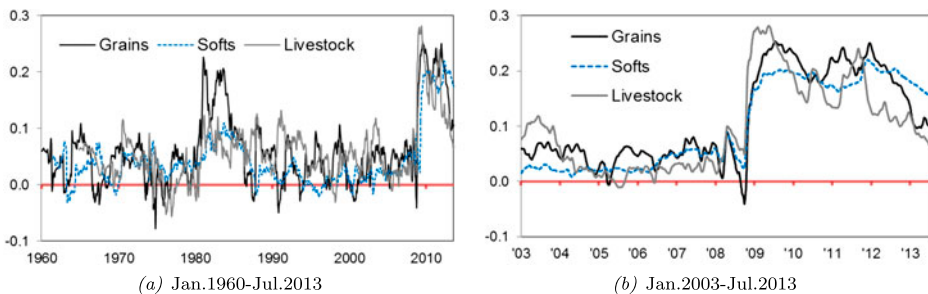 0.3
Grains Softs Livestock
0.2
0.1
0.0
-0.1
1960 1970 1980 1990 2000 2010
(a) Jan.1960-Jul.2013
0.3
Grains
Softs
Livestock
0.2
0.1
0.0
-0.1
'03 '04 '05 '06 '07 '08 '09 '10 '11 '12 '13
(b) Jan.2003-Jul.2013